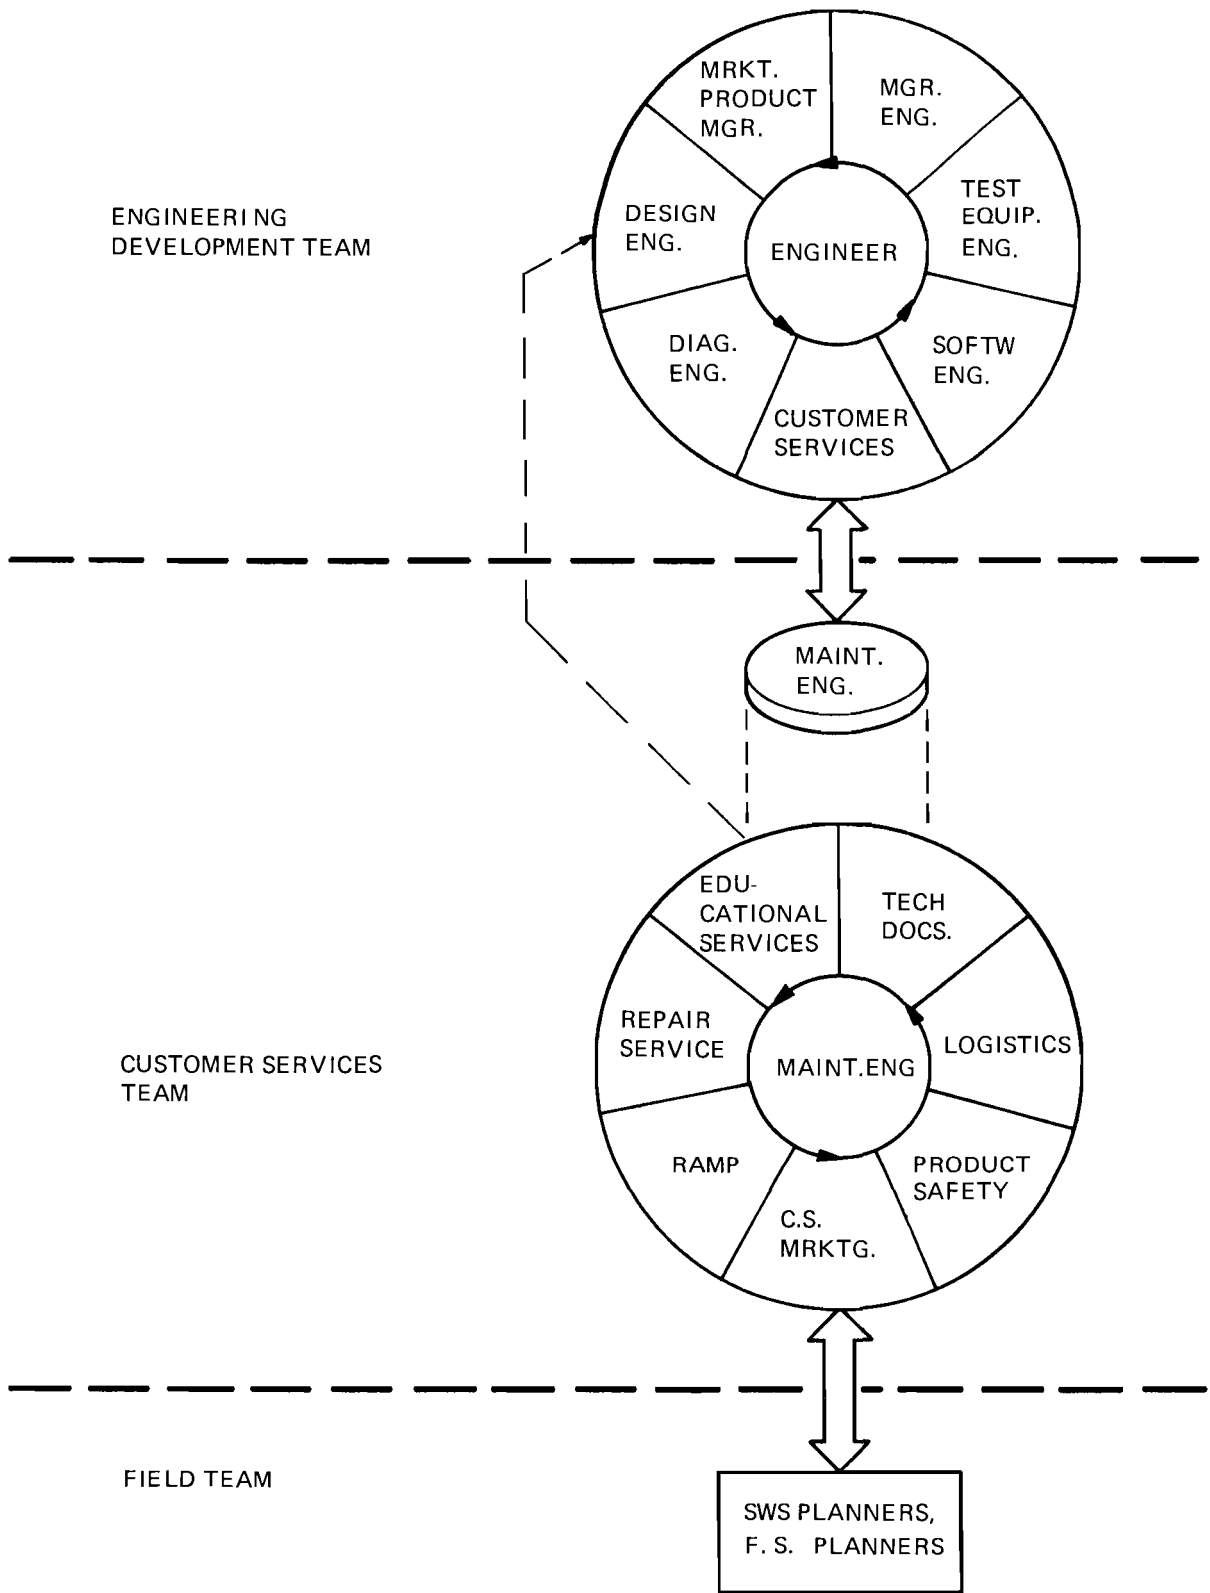 MRKT.
PRODUCT
MGR.
MGR.
ENG.
ENGINEERING
DEVELOPMENT TEAM
DESIGN
ENG.
ENGINEER
TEST
EQUIP.
ENG.
DIAG.
ENG.
SOFTW
ENG.
CUSTOMER
SERVICES
MAINT.
ENG.
EDU-
CATIONAL
SERVICES
TECH
DOCS.
REPAIR
SERVICE
MAINT.ENG
LOGISTICS
CUSTOMER SERVICES
TEAM
RAMP
PRODUCT
SAFETY
C.S.
MRKTG.
FIELD TEAM
SWS PLANNERS,
F. S. PLANNERS